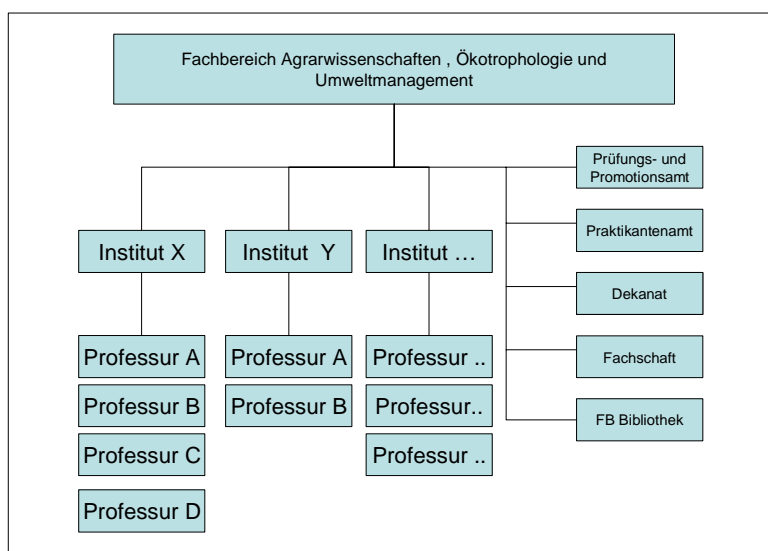 Fachbereich Agrarwissenschaften , Ökotrophologie und
Umweltmanagement
Prüfungs- und
Promotionsamt
Praktikantenamt
Dekanat
Fachschaft
FB Bibliothek
Institut X
Institut Y
Institut …
Professur A
Professur B
Professur C
Professur D
Professur A
Professur B
Professur ..
Professur..
Professur ..